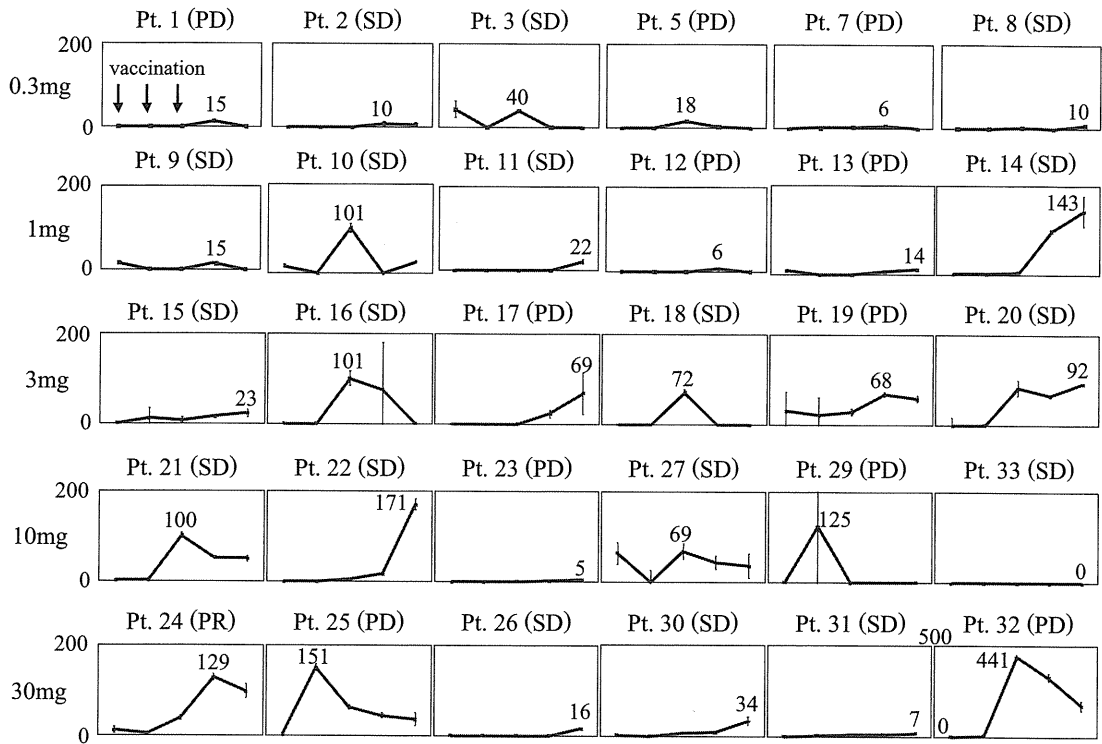 Pt. 1 (PD) Pt. 2 (SD) Pt. 3 (SD) Pt. 5 (PD) Pt. 7 (PD) Pt. 8 (SD)
200
0.3mg
vaccination
15 10 40 18 6 10
0
Pt. 9 (SD) Pt. 10 (SD) Pt. 11 (SD) Pt. 12 (PD) Pt. 13 (PD) Pt. 14 (SD)
200
1mg
15 101 22 6 14 143
0
Pt. 15 (SD) Pt. 16 (SD) Pt. 17 (PD) Pt. 18 (SD) Pt. 19 (PD) Pt. 20 (SD)
200
3mg
23 101 69 72 68 92
0
Pt. 21 (SD) Pt. 22 (SD) Pt. 23 (PD) Pt. 27 (SD) Pt. 29 (PD) Pt. 33 (SD)
200
10mg
100 171 5 69 125 0
0
Pt. 24 (PR) Pt. 25 (PD) Pt. 26 (SD) Pt. 30 (SD) Pt. 31 (SD) Pt. 32 (PD)
200 500
30mg
129 151 16 34 7 441
0 0